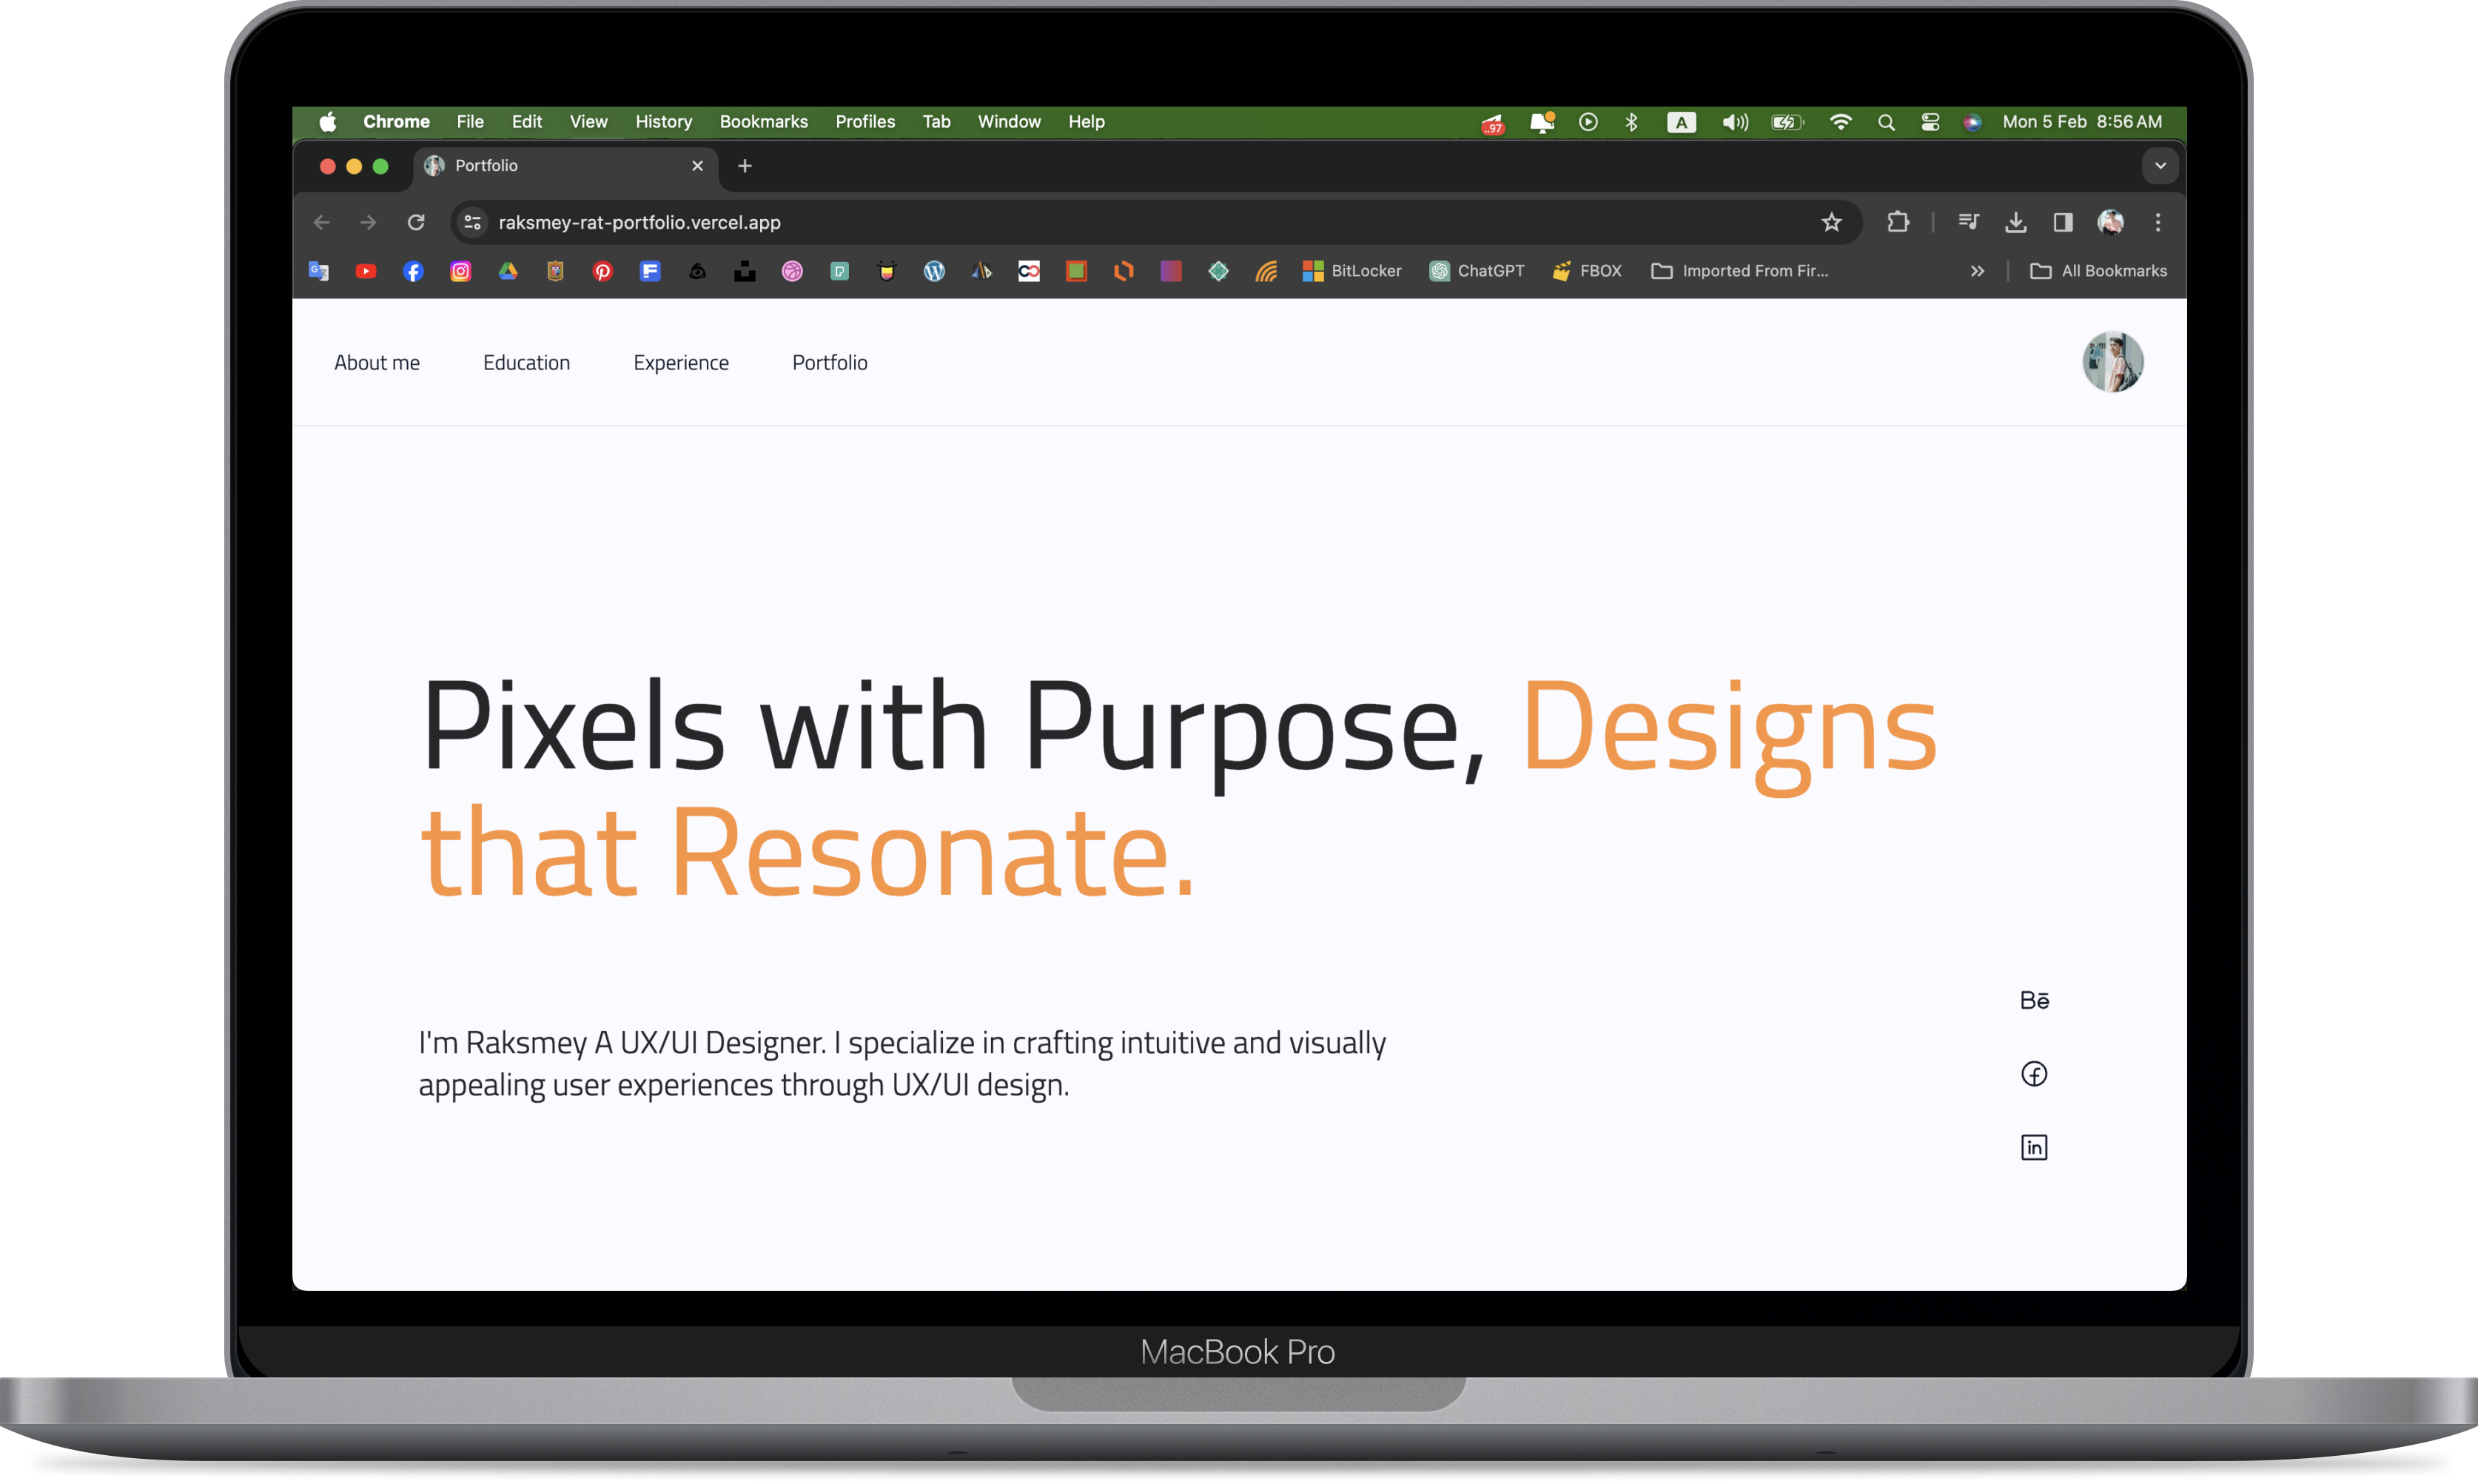 Chrome File Edit View History Bookmarks Profiles Tab Window Help ..97 A Mon 5 Feb 8:56 AM
Portfolio
raksmey-rat-portfolio.vercel.app
BitLocker ChatGPT FBOX Imported From Fir... All Bookmarks
About me Education Experience Portfolio
Pixels with Purpose, Designs
that Resonate.
Bē
I'm Raksmey A UX/UI Designer. I specialize in crafting intuitive and visually
appealing user experiences through UX/UI design.
in
MacBook Pro